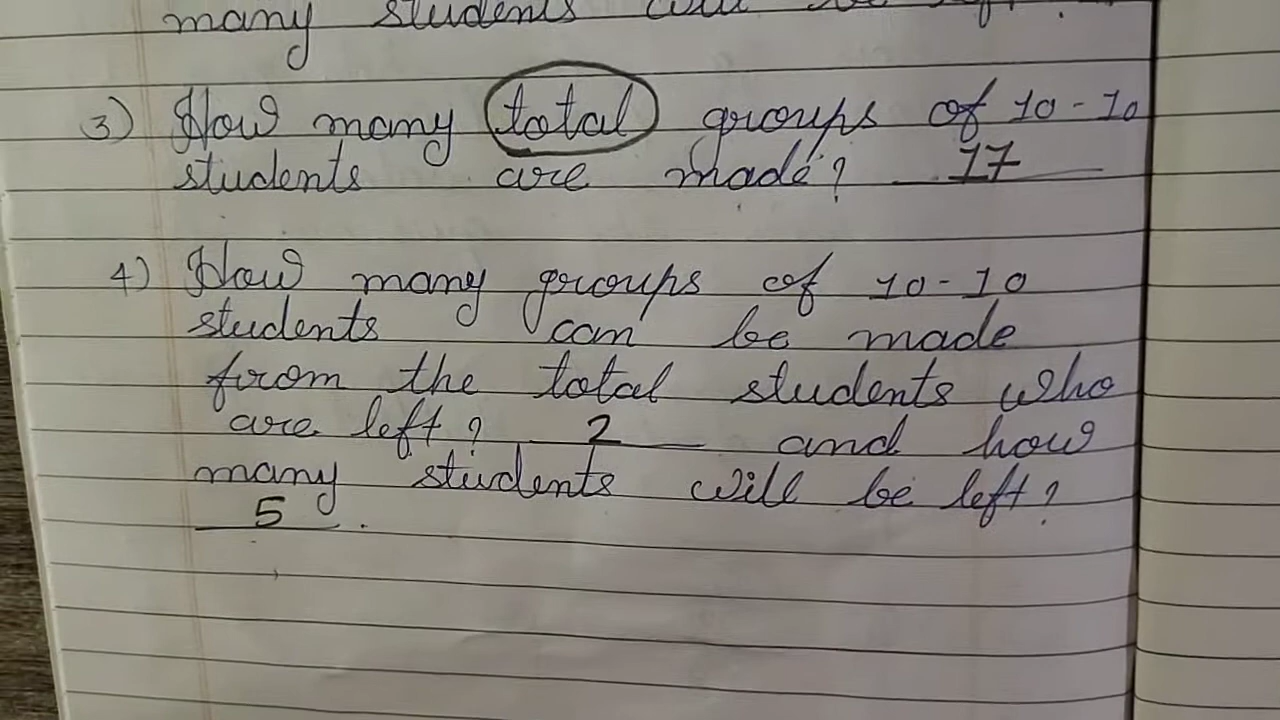 many students will be left
3) How many total groups of 10-10
students are made? 17
4) How many groups of 10-10
students can be made
from the total students who
are left? 2 and how
many students will be left?
5.